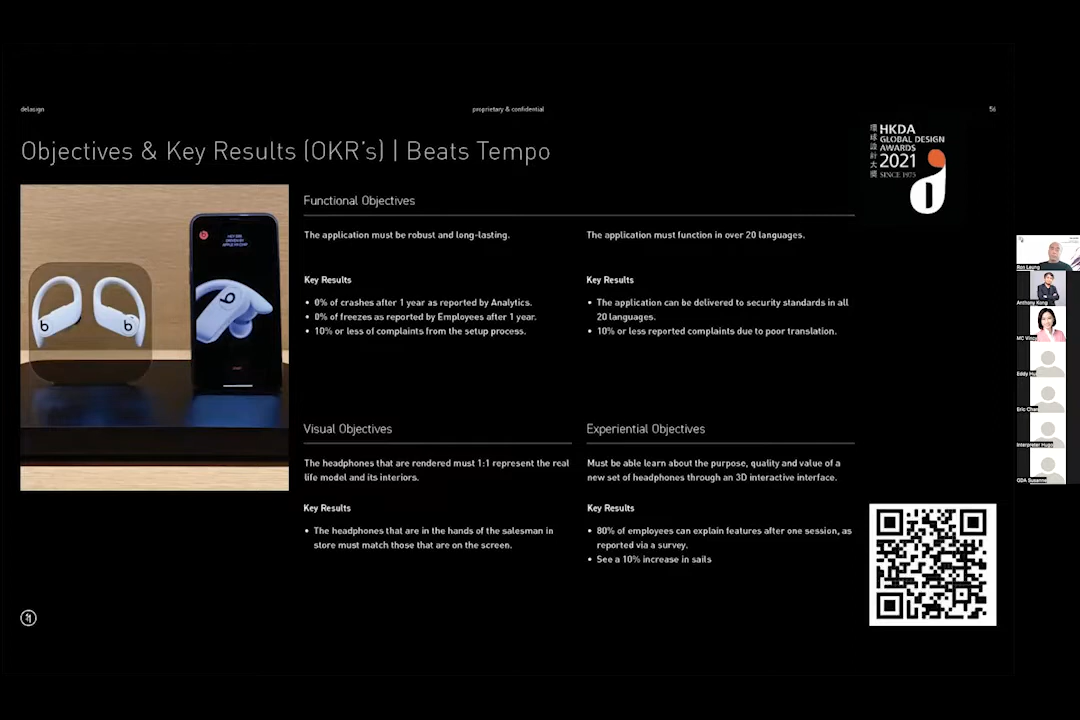 delasign
proprietary & confidential
56
Objectives & Key Results (OKR's) | Beats Tempo
環球設計大獎
HKDA
GLOBAL DESIGN
AWARDS
2021
SINCE 1975
Functional Objectives
The application must be robust and long-lasting.
Key Results
• 0% of crashes after 1 year as reported by Analytics.
• 0% of freezes as reported by Employees after 1 year.
• 10% or less of complaints from the setup process.
The application must function in over 20 languages.
Key Results
• The application can be delivered to security standards in all
20 languages.
• 10% or less reported complaints due to poor translation.
Visual Objectives
The headphones that are rendered must 1:1 represent the real
life model and its interiors.
Key Results
• The headphones that are in the hands of the salesman in
store must match those that are on the screen.
Experiential Objectives
Must be able learn about the purpose, quality and value of a
new set of headphones through an 3D interactive interface.
Key Results
• 80% of employees can explain features after one session, as
reported via a survey.
• See a 10% increase in sails
Ron Leung
Anthony Kong
MC
Eddy
Eric
Interpreter
GDA Susanne